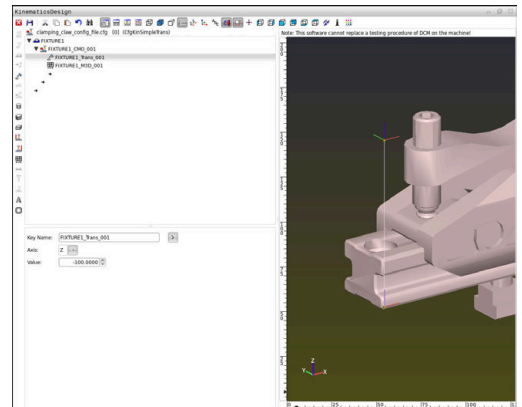 KinematicsDesign
clamping_claw_config_file.cfg (0) (CfgKinSimpleTrans)
Note: This software cannot replace a testing procedure of DCM on the machine!
FIXTURE1
FIXTURE1_CMO_001
FIXTURE1_Trans_001
FIXTURE1_M3D_001
Key Name: FIXTURE1_Trans_001 >
Axis: Z
Value: -100.0000
Z
Y X